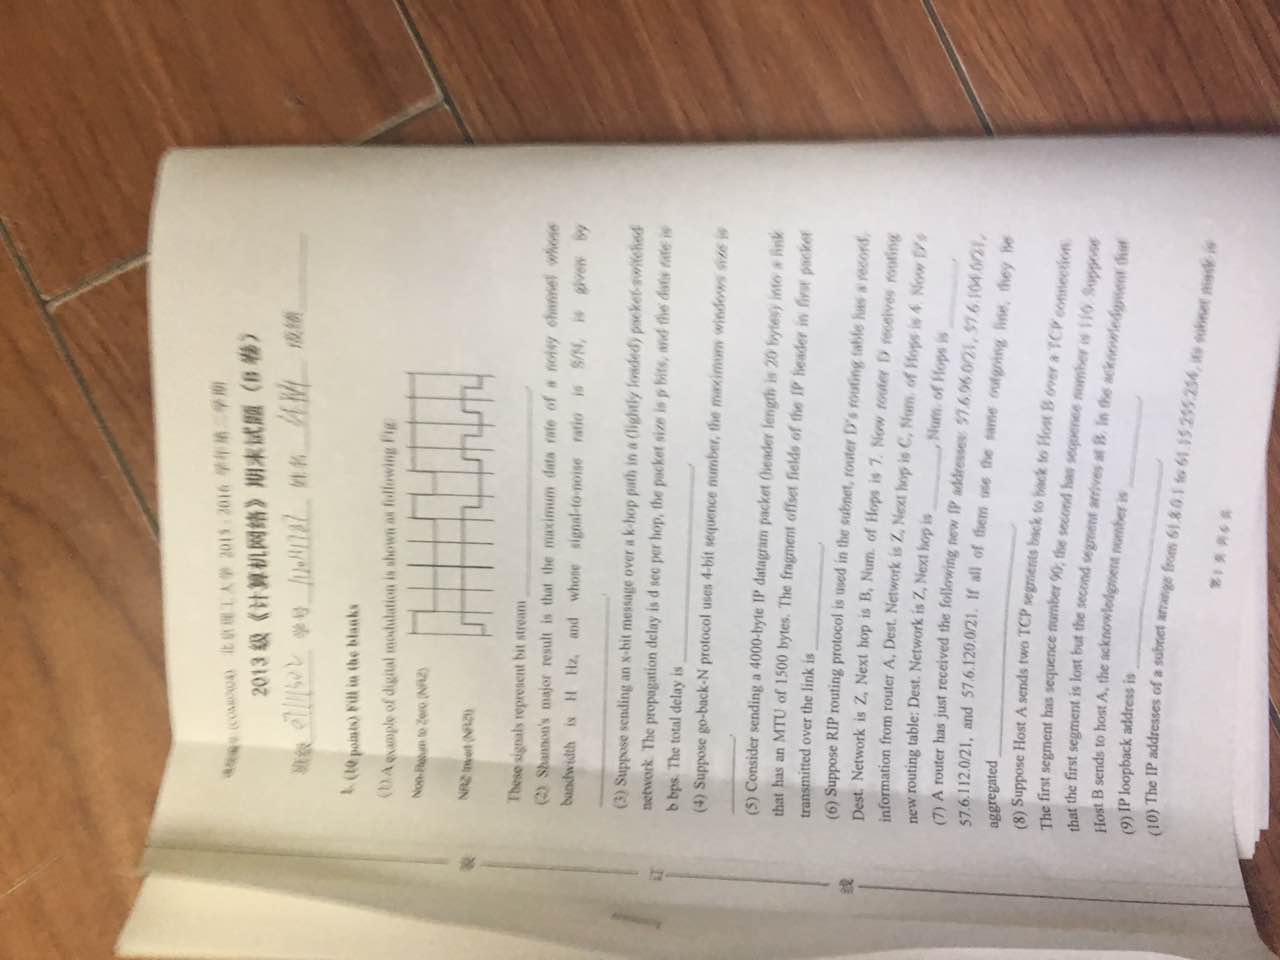 北京理工大学 2015-2016 学年第二学期
2013 级《计算机网络》期末试题（B 卷）
班级 学号 姓名 成绩
1. (10 points) Fill in the blanks
(1) A example of digital modulation is shown as following Fig:
Non-Return to Zero (NRZ)
NRZ Invert (NRZI)
These signals represent bit stream
(2) Shannon's major result is that the maximum data rate of a noisy channel whose
bandwidth is H Hz, and whose signal-to-noise ratio is S/N, is given by
(3) Suppose sending an x-bit message over a k-hop path in a (lightly loaded) packet-switched
network. The propagation delay is d sec per hop, the packet size is p bits, and the data rate is
b bps. The total delay is
(4) Suppose go-back-N protocol uses 4-bit sequence number, the maximum windows size is
(5) Consider sending a 4000-byte IP datagram packet (header length is 20 bytes) into a link
that has an MTU of 1500 bytes. The fragment offset fields of the IP header in first packet
transmitted over the link is
(6) Suppose RIP routing protocol is used in the subnet, router D's routing table has a record,
Dest. Network is Z, Next hop is B, Num. of Hops is 7. Now router D receives routing
information from router A, Dest. Network is Z, Next hop is C, Num. of Hops is 4. Now D's
new routing table: Dest. Network is Z, Next hop is , Num. of Hops is .
(7) A router has just received the following new IP addresses: 57.6.96.0/21, 57.6.104.0/21,
57.6.112.0/21, and 57.6.120.0/21. If all of them use the same outgoing line, they be
aggregated
(8) Suppose Host A sends two TCP segments back to back to Host B over a TCP connection.
The first segment has sequence number 90; the second has sequence number is 110. Suppose
that the first segment is lost but the second segment arrives at B. In the acknowledgment that
Host B sends to host A, the acknowledgment number is .
(9) IP loopback address is .
(10) The IP addresses of a subnet arrange from 61.8.0.1 to 61.15.255.254, its subnet mask is
第 1 页 共 6 页
装
订
线